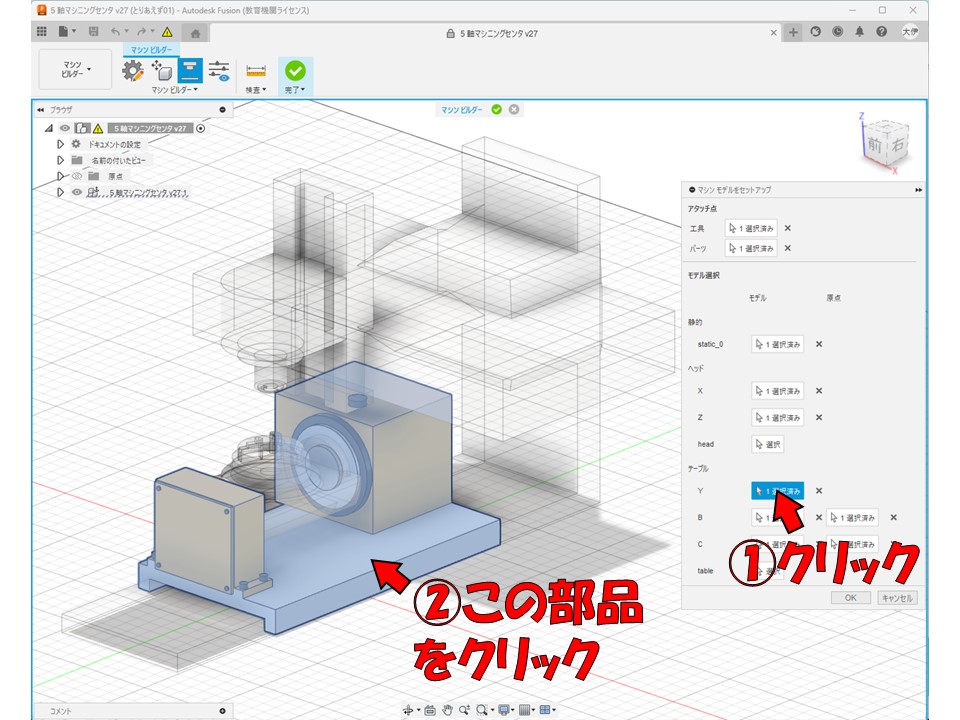 5 軸マシニングセンタ v27 (とりあえず01) - Autodesk Fusion (教育機関ライセンス)
5 軸マシニングセンタ v27
大伊
マシン ビルダー
マシン
ビルダー
マシン ビルダー
検査
完了
ブラウザ
マシン ビルダー
5 軸マシニングセンタ v27
ドキュメントの設定
名前の付いたビュー
原点
5 軸マシニングセンタ v27:1
Z
前
右
X
マシン モデルをセットアップ
アタッチ点
工具 1 選択済み
パーツ 1 選択済み
モデル選択
モデル 原点
静的
static_0 1 選択済み
ヘッド
X 1 選択済み
Z 1 選択済み
head 選択
テーブル
Y 1 選択済み
B 1 選択済み
C 選択済み
table 選択
OK キャンセル
①クリック
②この部品
をクリック
コメント